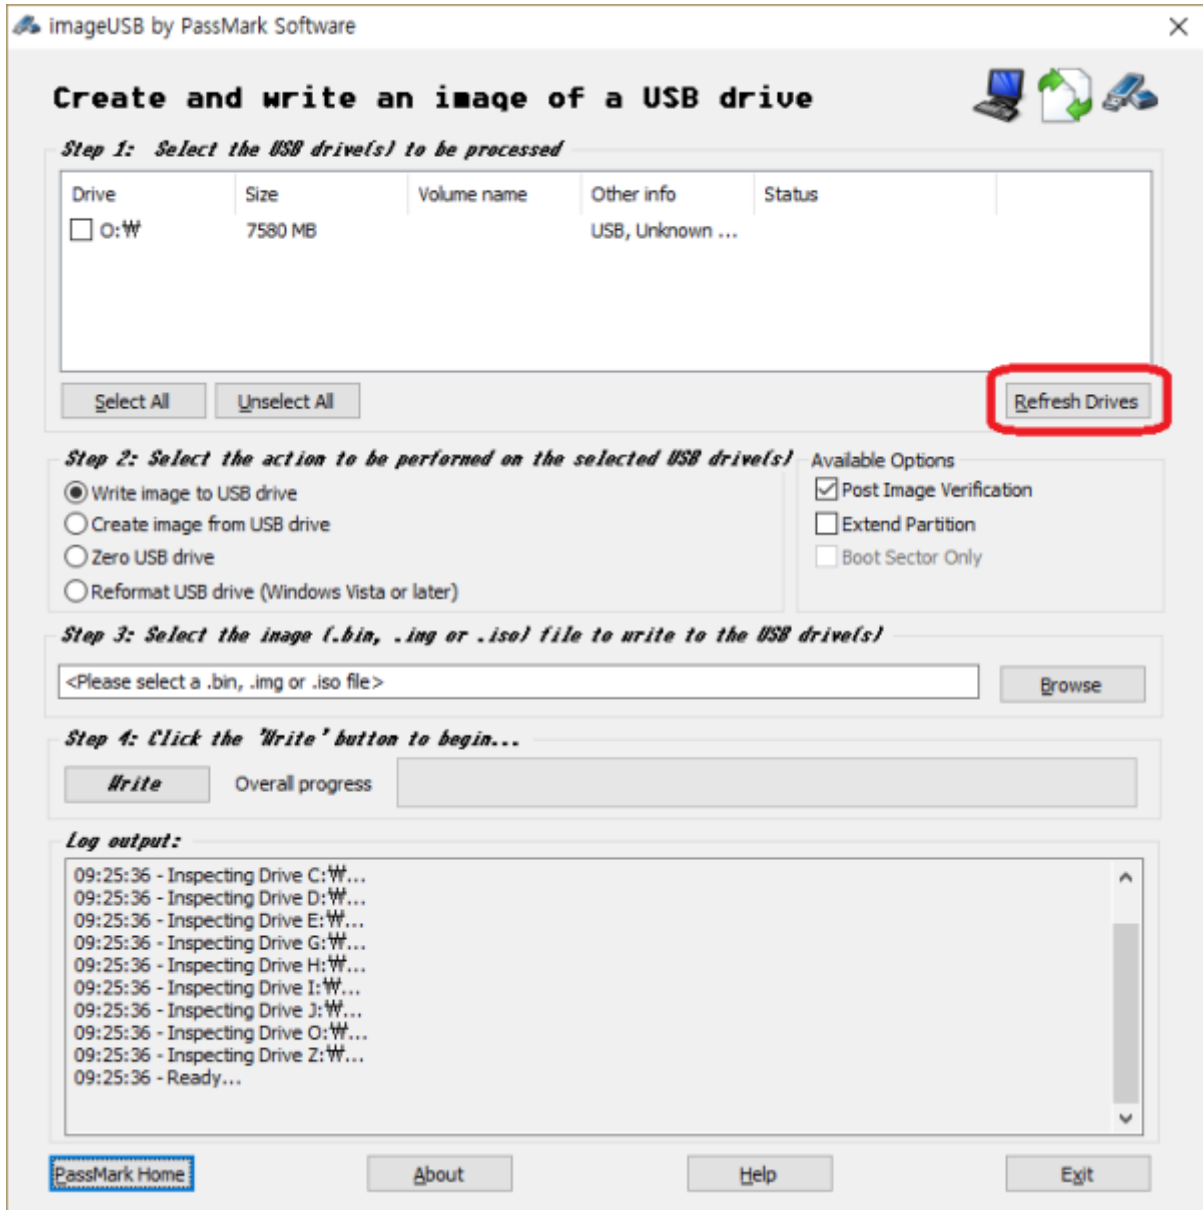 imageUSB by PassMark Software
Create and write an image of a USB drive
Step 1: Select the USB drive(s) to be processed
Drive Size Volume name Other info Status
O:₩ 7580 MB USB, Unknown ...
Select All Unselect All Refresh Drives
Step 2: Select the action to be performed on the selected USB drive(s) Available Options
Write image to USB drive Post Image Verification
Create image from USB drive Extend Partition
Zero USB drive Boot Sector Only
Reformat USB drive (Windows Vista or later)
Step 3: Select the image (.bin, .img or .iso) file to write to the USB drive(s)
<Please select a .bin, .img or .iso file> Browse
Step 4: Click the 'Write' button to begin...
Write Overall progress
Log output:
09:25:36 - Inspecting Drive C:₩...
09:25:36 - Inspecting Drive D:₩...
09:25:36 - Inspecting Drive E:₩...
09:25:36 - Inspecting Drive G:₩...
09:25:36 - Inspecting Drive H:₩...
09:25:36 - Inspecting Drive I:₩...
09:25:36 - Inspecting Drive J:₩...
09:25:36 - Inspecting Drive O:₩...
09:25:36 - Inspecting Drive Z:₩...
09:25:36 - Ready...
PassMark Home About Help Exit